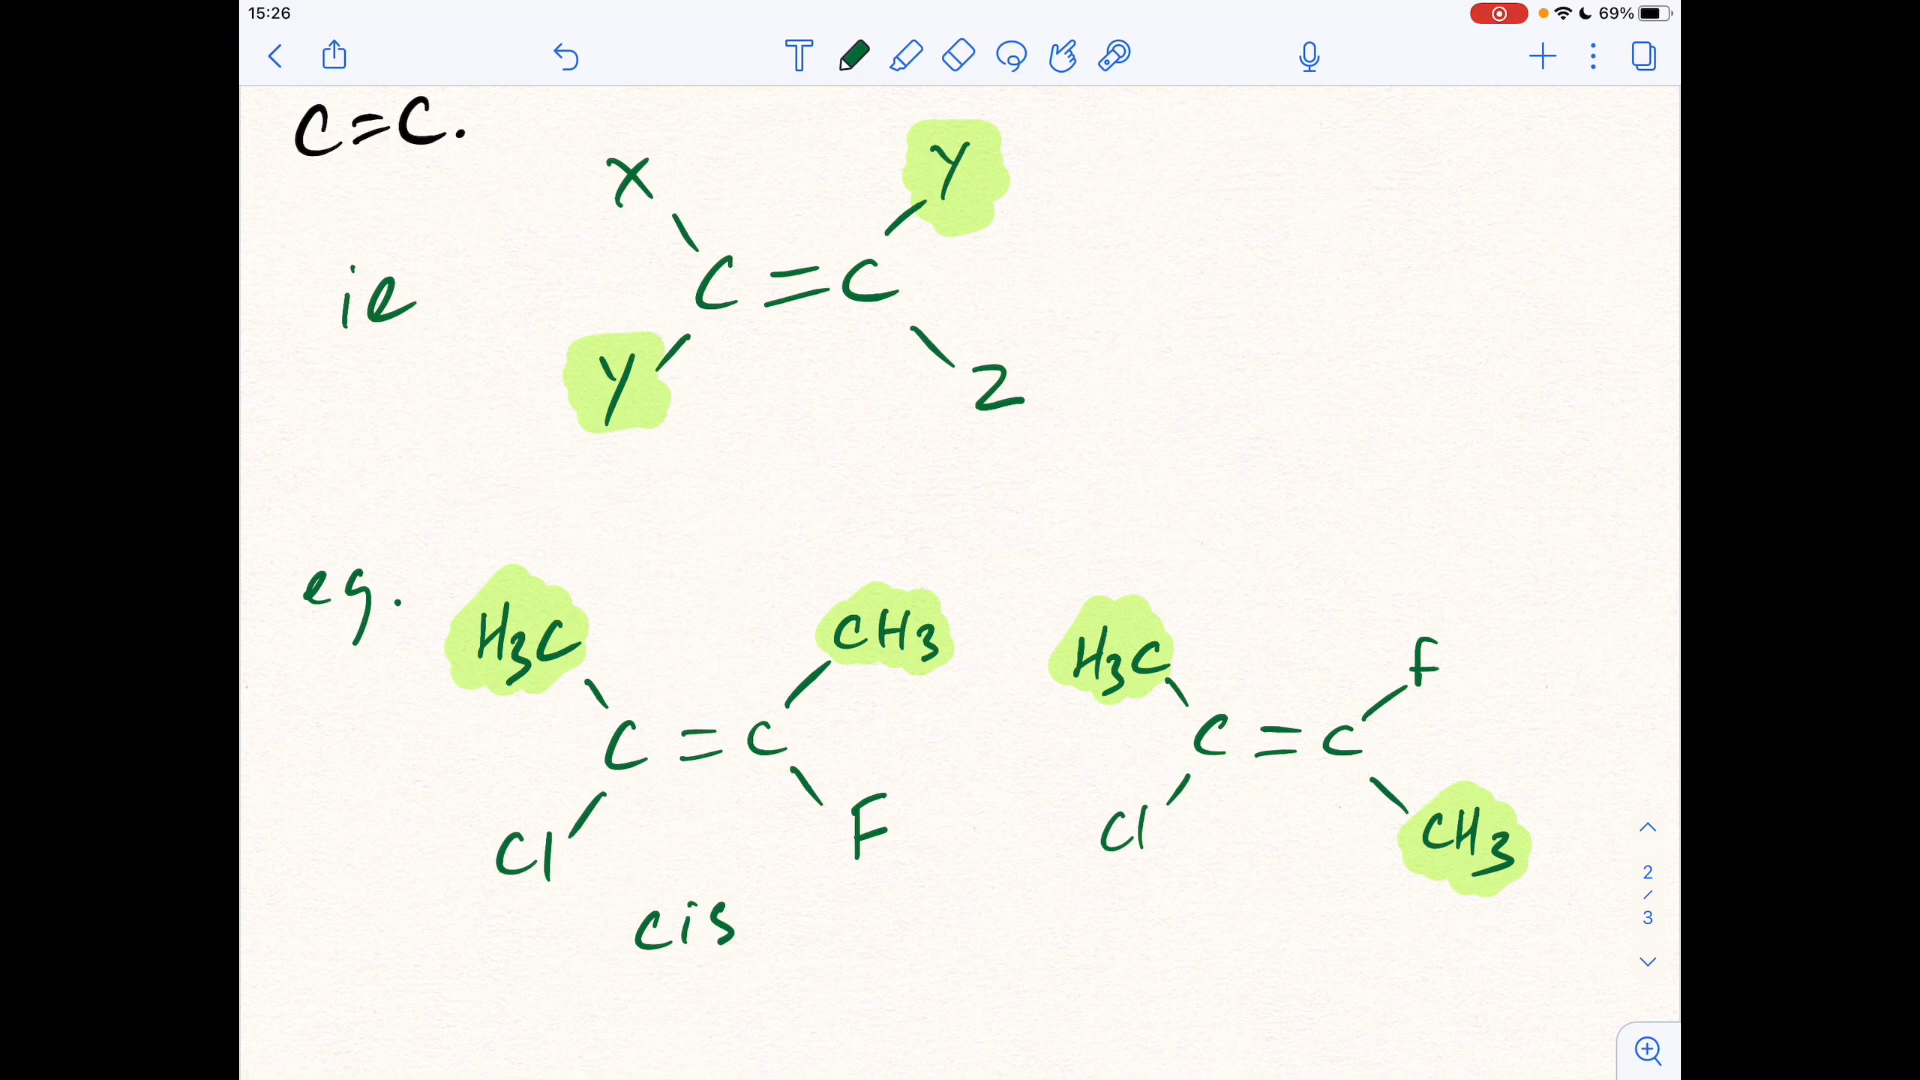 15:26
69%
T
C=C.
X Y
ie C=C
Y Z
eg. H3C CH3 H3C F
C=C C=C
Cl F Cl CH3
cis
2
/
3